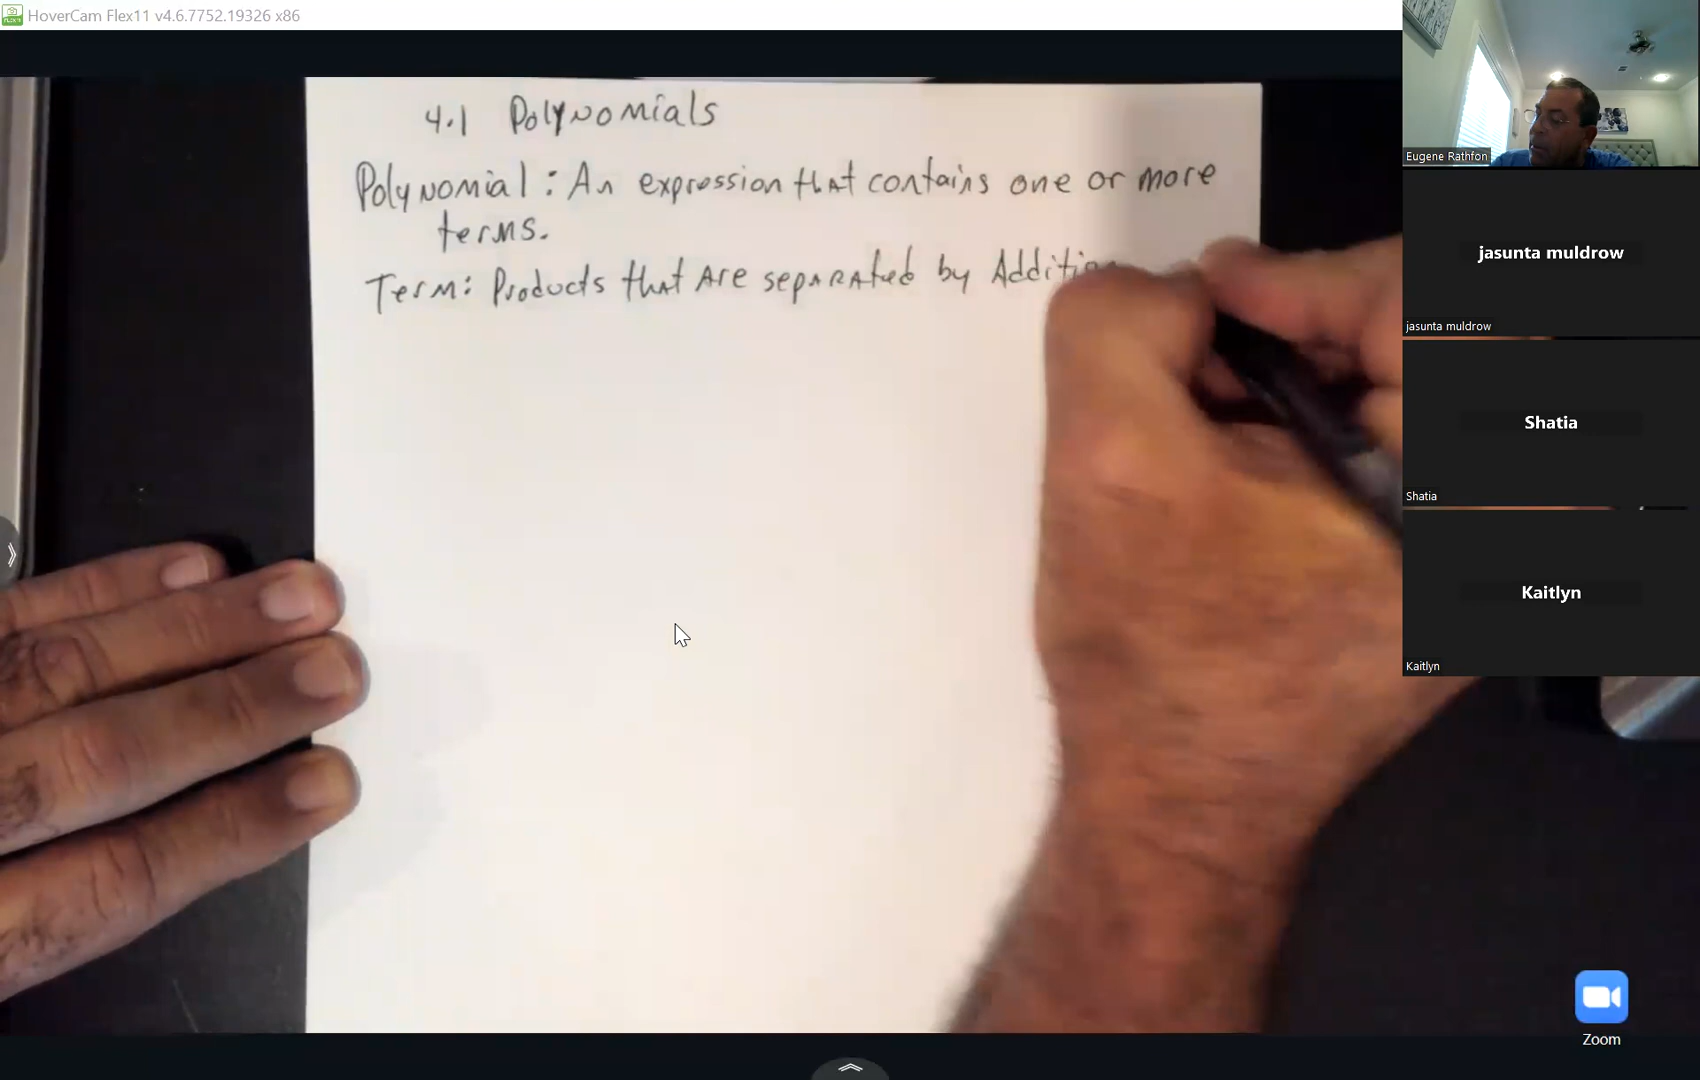 HoverCam Flex11 v4.6.7752.19326 x86
4.1 Polynomials
Polynomial: An expression that contains one or more
terms.
Term: Products that Are separated by Addition
Eugene Rathfon
jasunta muldrow
jasunta muldrow
Shatia
Shatia
Kaitlyn
Kaitlyn
Zoom